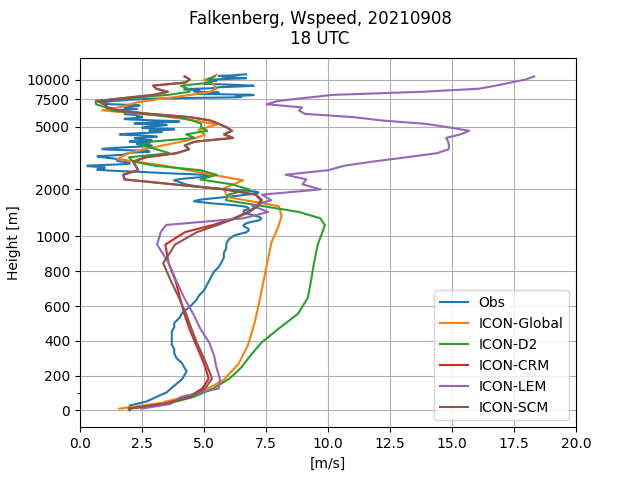 Falkenberg, Wspeed, 20210908
18 UTC
Height [m]
10000
7500
5000
2000
1000
800
600
400
200
0
Obs
ICON-Global
ICON-D2
ICON-CRM
ICON-LEM
ICON-SCM
0.0 2.5 5.0 7.5 10.0 12.5 15.0 17.5 20.0
[m/s]